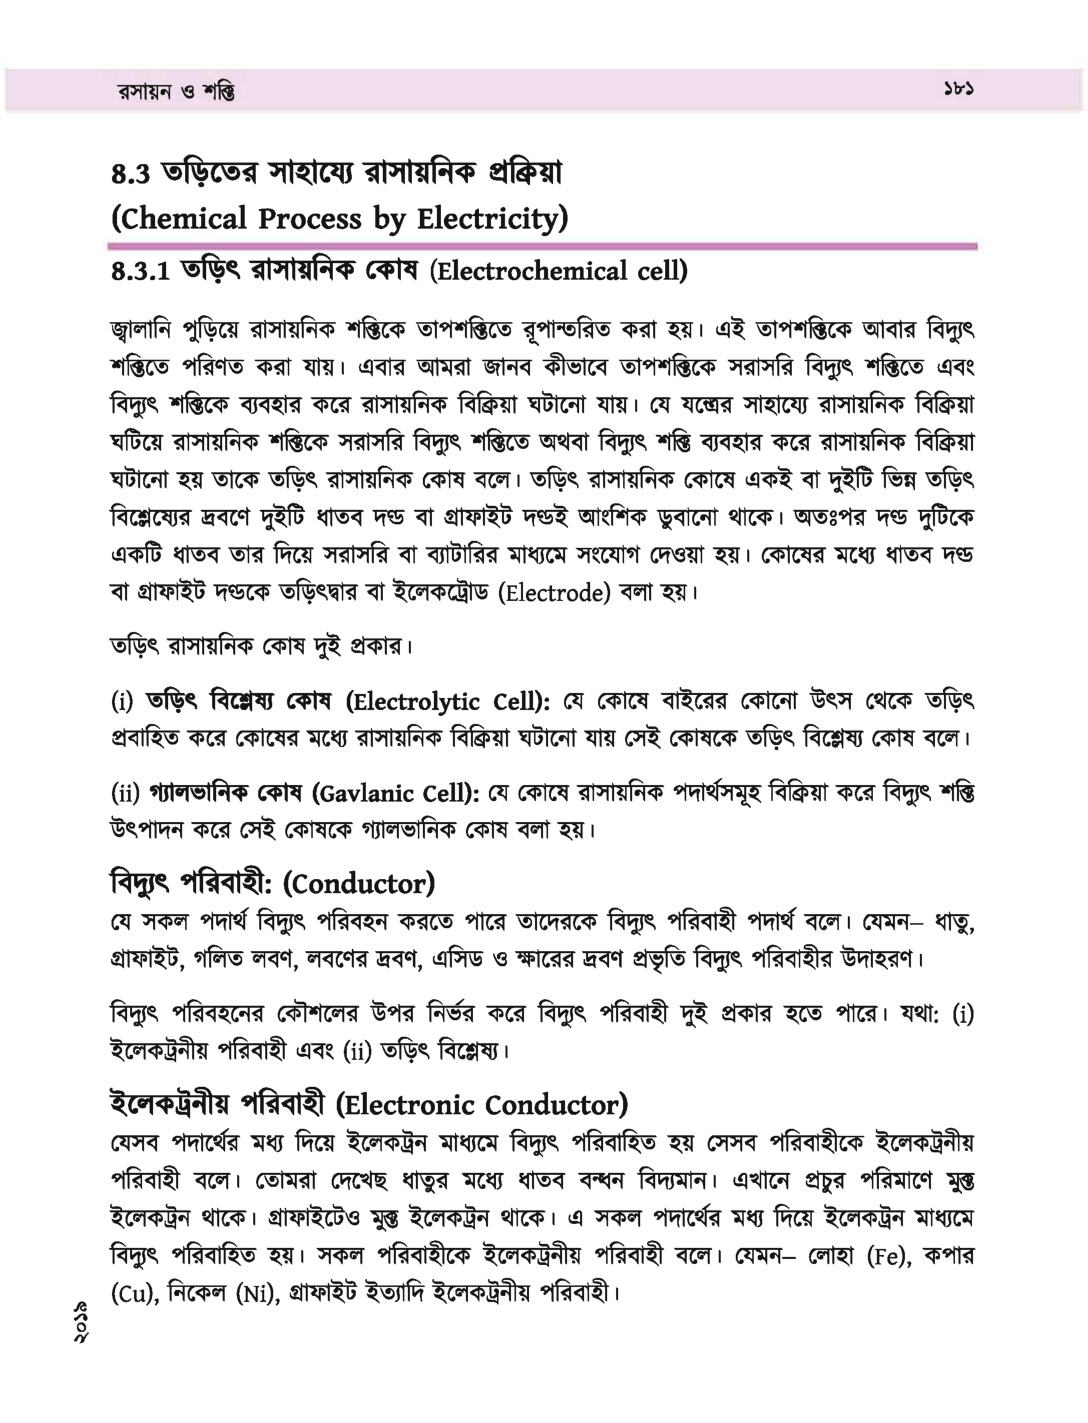 রসায়ন ও শক্তি ১৮১
8.3 তড়িতের সাহায্যে রাসায়নিক প্রক্রিয়া
(Chemical Process by Electricity)
8.3.1 তড়িৎ রাসায়নিক কোষ (Electrochemical cell)
জ্বালানি পুড়িয়ে রাসায়নিক শক্তিকে তাপশক্তিতে রূপান্তরিত করা হয়। এই তাপশক্তিকে আবার বিদ্যুৎ
শক্তিতে পরিণত করা যায়। এবার আমরা জানব কীভাবে তাপশক্তিকে সরাসরি বিদ্যুৎ শক্তিতে এবং
বিদ্যুৎ শক্তিকে ব্যবহার করে রাসায়নিক বিক্রিয়া ঘটানো যায়। যে যন্ত্রের সাহায্যে রাসায়নিক বিক্রিয়া
ঘটিয়ে রাসায়নিক শক্তিকে সরাসরি বিদ্যুৎ শক্তিতে অথবা বিদ্যুৎ শক্তি ব্যবহার করে রাসায়নিক বিক্রিয়া
ঘটানো হয় তাকে তড়িৎ রাসায়নিক কোষ বলে। তড়িৎ রাসায়নিক কোষে একই বা দুইটি ভিন্ন তড়িৎ
বিশ্লেষ্যের দ্রবণে দুইটি ধাতব দণ্ড বা গ্রাফাইট দণ্ডই আংশিক ডুবানো থাকে। অতঃপর দণ্ড দুটিকে
একটি ধাতব তার দিয়ে সরাসরি বা ব্যাটারির মাধ্যমে সংযোগ দেওয়া হয়। কোষের মধ্যে ধাতব দণ্ড
বা গ্রাফাইট দণ্ডকে তড়িৎদ্বার বা ইলেকট্রোড (Electrode) বলা হয়।
তড়িৎ রাসায়নিক কোষ দুই প্রকার।
(i) তড়িৎ বিশ্লেষ্য কোষ (Electrolytic Cell): যে কোষে বাইরের কোনো উৎস থেকে তড়িৎ
প্রবাহিত করে কোষের মধ্যে রাসায়নিক বিক্রিয়া ঘটানো যায় সেই কোষকে তড়িৎ বিশ্লেষ্য কোষ বলে।
(ii) গ্যালভানিক কোষ (Gavlanic Cell): যে কোষে রাসায়নিক পদার্থসমূহ বিক্রিয়া করে বিদ্যুৎ শক্তি
উৎপাদন করে সেই কোষকে গ্যালভানিক কোষ বলা হয়।
বিদ্যুৎ পরিবাহী: (Conductor)
যে সকল পদার্থ বিদ্যুৎ পরিবহন করতে পারে তাদেরকে বিদ্যুৎ পরিবাহী পদার্থ বলে। যেমন– ধাতু,
গ্রাফাইট, গলিত লবণ, লবণের দ্রবণ, এসিড ও ক্ষারের দ্রবণ প্রভৃতি বিদ্যুৎ পরিবাহীর উদাহরণ।
বিদ্যুৎ পরিবহনের কৌশলের উপর নির্ভর করে বিদ্যুৎ পরিবাহী দুই প্রকার হতে পারে। যথা: (i)
ইলেকট্রনীয় পরিবাহী এবং (ii) তড়িৎ বিশ্লেষ্য।
ইলেকট্রনীয় পরিবাহী (Electronic Conductor)
যেসব পদার্থের মধ্য দিয়ে ইলেকট্রন মাধ্যমে বিদ্যুৎ পরিবাহিত হয় সেসব পরিবাহীকে ইলেকট্রনীয়
পরিবাহী বলে। তোমরা দেখেছ ধাতুর মধ্যে ধাতব বন্ধন বিদ্যমান। এখানে প্রচুর পরিমাণে মুক্ত
ইলেকট্রন থাকে। গ্রাফাইটেও মুক্ত ইলেকট্রন থাকে। এ সকল পদার্থের মধ্য দিয়ে ইলেকট্রন মাধ্যমে
বিদ্যুৎ পরিবাহিত হয়। সকল পরিবাহীকে ইলেকট্রনীয় পরিবাহী বলে। যেমন– লোহা (Fe), কপার
(Cu), নিকেল (Ni), গ্রাফাইট ইত্যাদি ইলেকট্রনীয় পরিবাহী।
২০১৯